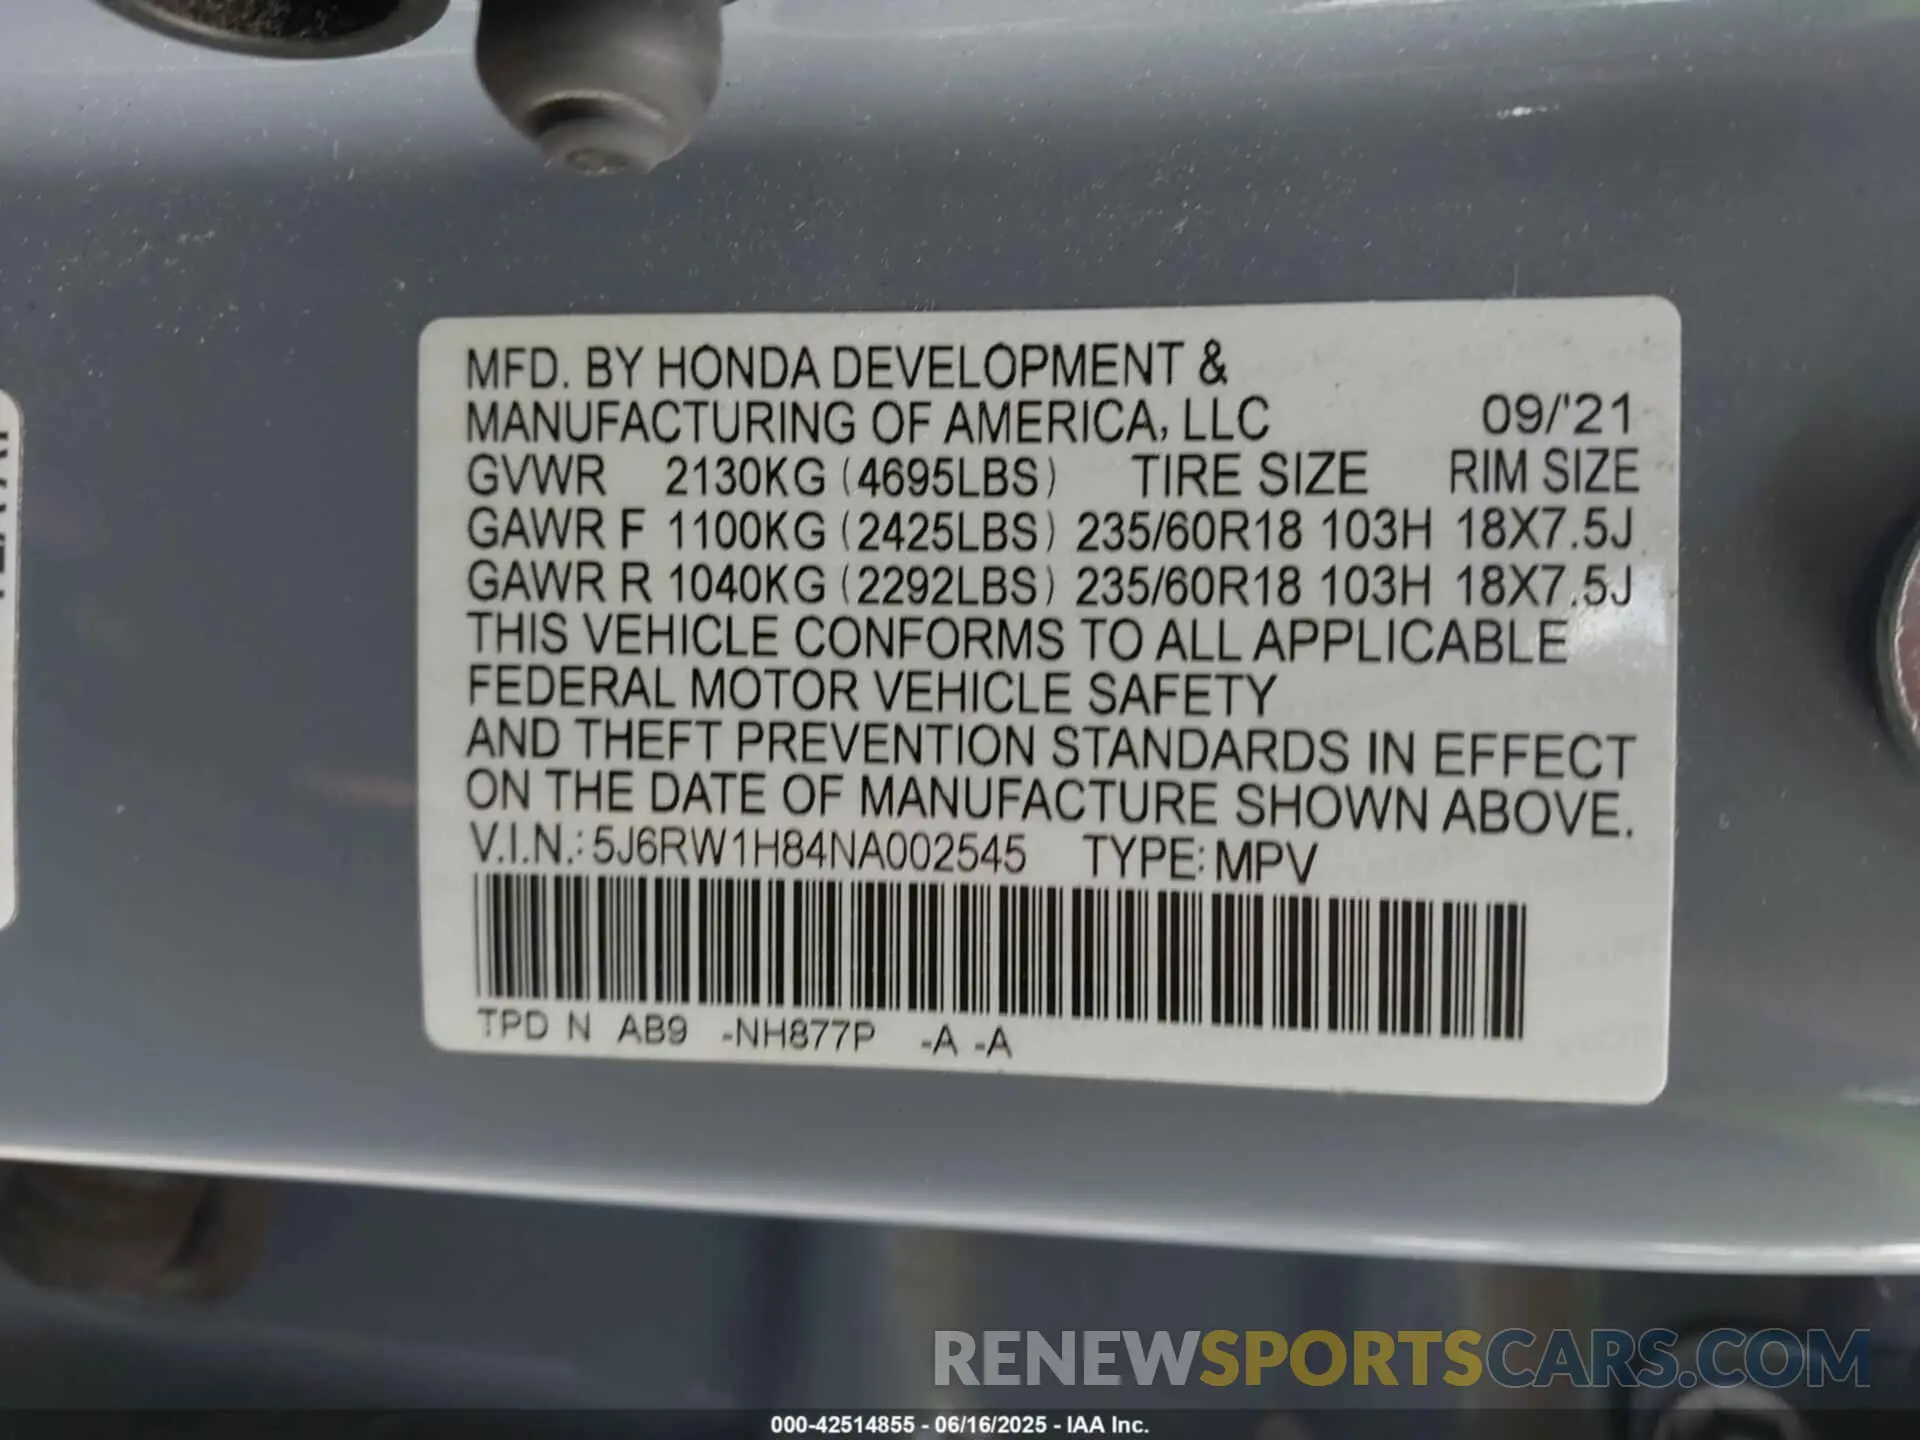 MFD. BY HONDA DEVELOPMENT &
MANUFACTURING OF AMERICA, LLC 09/'21
GVWR 2130KG (4695LBS) TIRE SIZE RIM SIZE
GAWR F 1100KG (2425LBS) 235/60R18 103H 18X7.5J
GAWR R 1040KG (2292LBS) 235/60R18 103H 18X7.5J
THIS VEHICLE CONFORMS TO ALL APPLICABLE
FEDERAL MOTOR VEHICLE SAFETY
AND THEFT PREVENTION STANDARDS IN EFFECT
ON THE DATE OF MANUFACTURE SHOWN ABOVE.
V.I.N.: 5J6RW1H84NA002545 TYPE: MPV
TPD N AB9 -NH877P -A -A
RENEWSPORTSCARS.COM
000-42514855 - 06/16/2025 - IAA Inc.